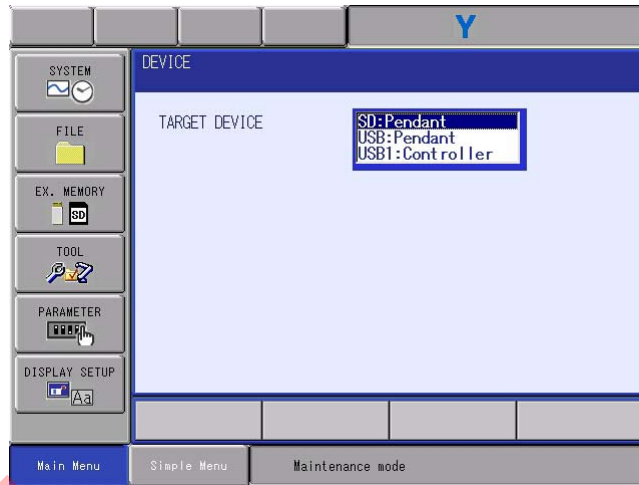 Y
SYSTEM
FILE
EX. MEMORY
SD
TOOL
PARAMETER
DISPLAY SETUP
Aa
DEVICE
TARGET DEVICE
SD:Pendant
USB:Pendant
USB1:Controller
Main Menu
Simple Menu
Maintenance mode